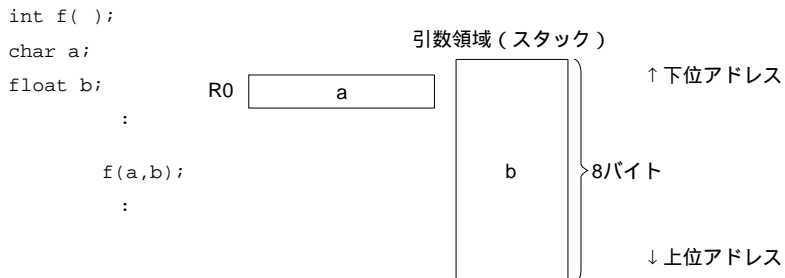 int f( );
char a;
float b;
:
f(a,b);
:
R0
a
引数領域（スタック）
↑下位アドレス
b
8バイト
↓上位アドレス